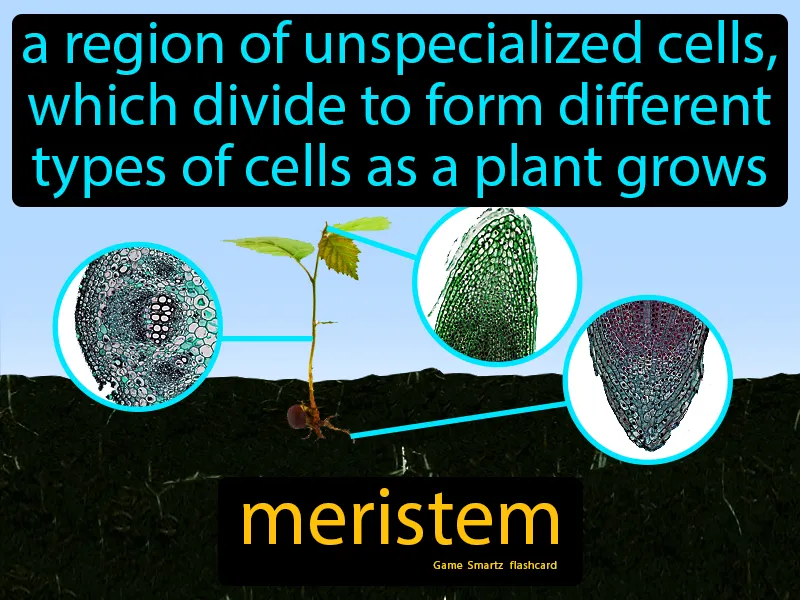 a region of unspecialized cells,
which divide to form different
types of cells as a plant grows
meristem
Game Smartz flashcard